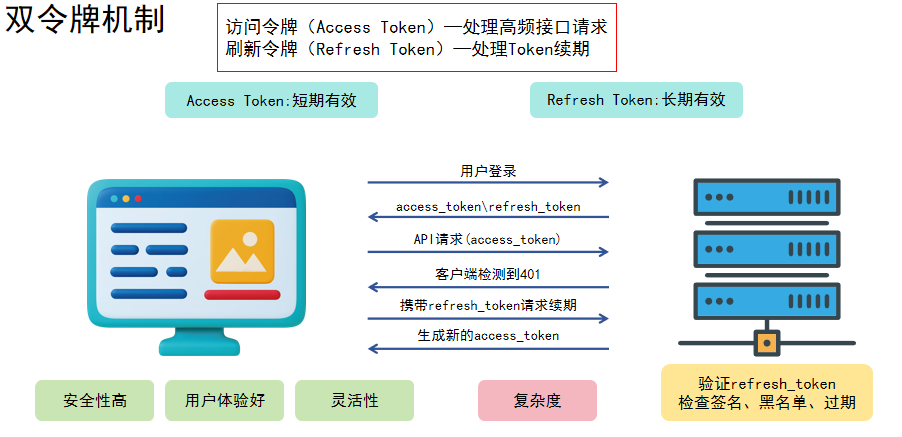 双令牌机制
访问令牌（Access Token）—处理高频接口请求
刷新令牌（Refresh Token）—处理Token续期
Access Token:短期有效
Refresh Token:长期有效
用户登录
access_token\refresh_token
API请求(access_token)
客户端检测到401
携带refresh_token请求续期
生成新的access_token
安全性高
用户体验好
灵活性
复杂度
验证refresh_token
检查签名、黑名单、过期